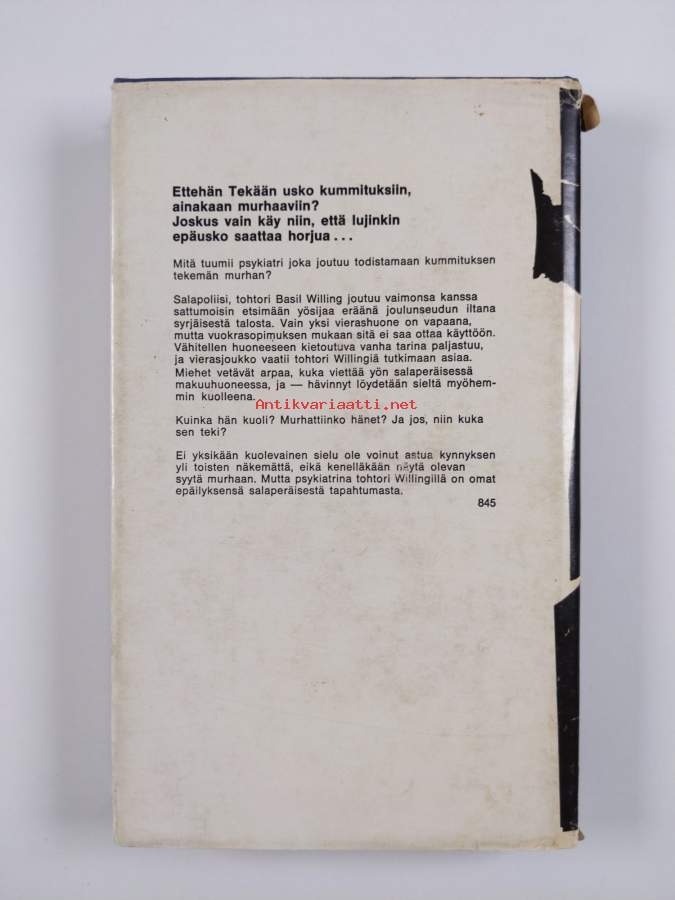 Ettehän Tekään usko kummituksiin,
ainakaan murhaaviin?
Joskus vain käy niin, että lujinkin
epäusko saattaa horjua...
Mitä tuumii psykiatri joka joutuu todistamaan kummituksen
tekemän murhan?
Salapoliisi, tohtori Basil Willing joutuu vaimonsa kanssa
sattumoisin etsimään yösijaa eräänä joulunseudun iltana
syrjäisestä talosta. Vain yksi vierashuone on vapaana,
mutta vuokrasopimuksen mukaan sitä ei saa ottaa käyttöön.
Vähitellen huoneeseen kietoutuva vanha tarina paljastuu,
ja vierasjoukko vaatii tohtori Willingiä tutkimaan asiaa.
Miehet vetävät arpaa, kuka viettää yön salaperäisessä
makuuhuoneessa, ja — hävinnyt löydetään sieltä myöhem-
min kuolleena.
Antikvariaatti.net
Kuinka hän kuoli? Murhattiinko hänet? Ja jos, niin kuka
sen teki?
Ei yksikään kuolevainen sielu ole voinut astua kynnyksen
yli toisten näkemättä, eikä kenelläkään näytä olevan
syytä murhaan. Mutta psykiatrina tohtori Willingillä on omat
epäilyksensä salaperäisestä tapahtumasta.
845